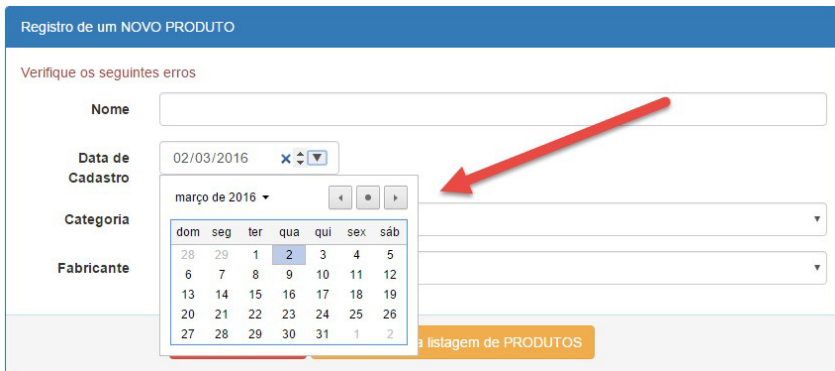 Registro de um NOVO PRODUTO
Verifique os seguintes erros
Nome
Data de
Cadastro
02/03/2016
março de 2016
dom seg ter qua qui sex sáb
28 29 1 2 3 4 5
6 7 8 9 10 11 12
13 14 15 16 17 18 19
20 21 22 23 24 25 26
27 28 29 30 31 1 2
Categoria
Fabricante
a listagem de PRODUTOS